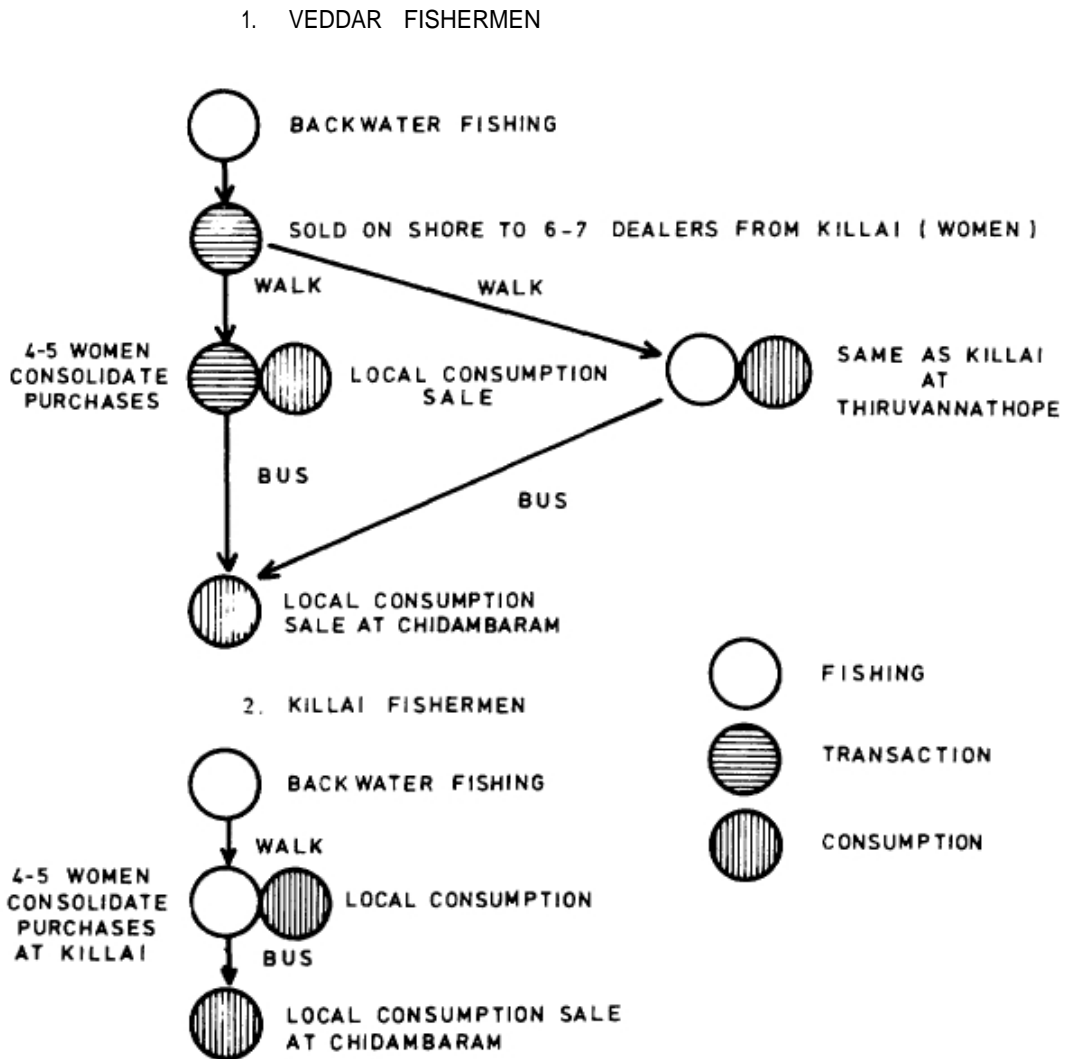 1. VEDDAR FISHERMEN
BACKWATER FISHING
SOLD ON SHORE TO 6-7 DEALERS FROM KILLAI ( WOMEN )
WALK
WALK
4-5 WOMEN
CONSOLIDATE
PURCHASES
LOCAL CONSUMPTION
SALE
SAME AS KILLAI
AT
THIRUVANNATHOPE
BUS
BUS
LOCAL CONSUMPTION
SALE AT CHIDAMBARAM
FISHING
TRANSACTION
CONSUMPTION
2. KILLAI FISHERMEN
BACKWATER FISHING
WALK
4-5 WOMEN
CONSOLIDATE
PURCHASES
AT KILLAI
LOCAL CONSUMPTION
BUS
LOCAL CONSUMPTION SALE
AT CHIDAMBARAM